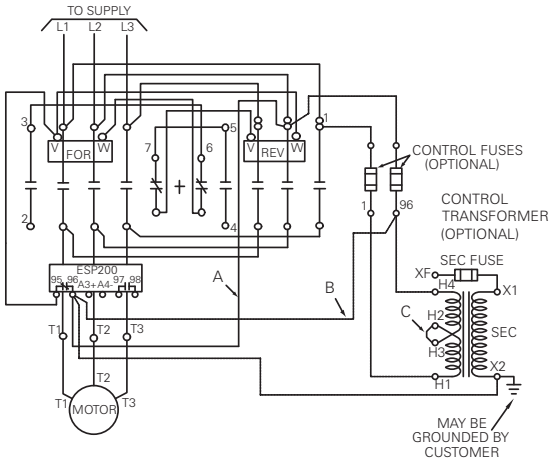 TO SUPPLY
L1 L2 L3
3 7 5 6 1
V FOR W
V REV W
CONTROL FUSES
(OPTIONAL)
2 4 1 96
CONTROL
TRANSFORMER
(OPTIONAL)
SEC FUSE
ESP200
95 96 A3+ A4- 97 98
A
B
XF
H4 X1
C H2
SEC
H3
T1 T2 T3
X2
H1
T2
T1 MOTOR T3
MAY BE
GROUNDED BY
CUSTOMER